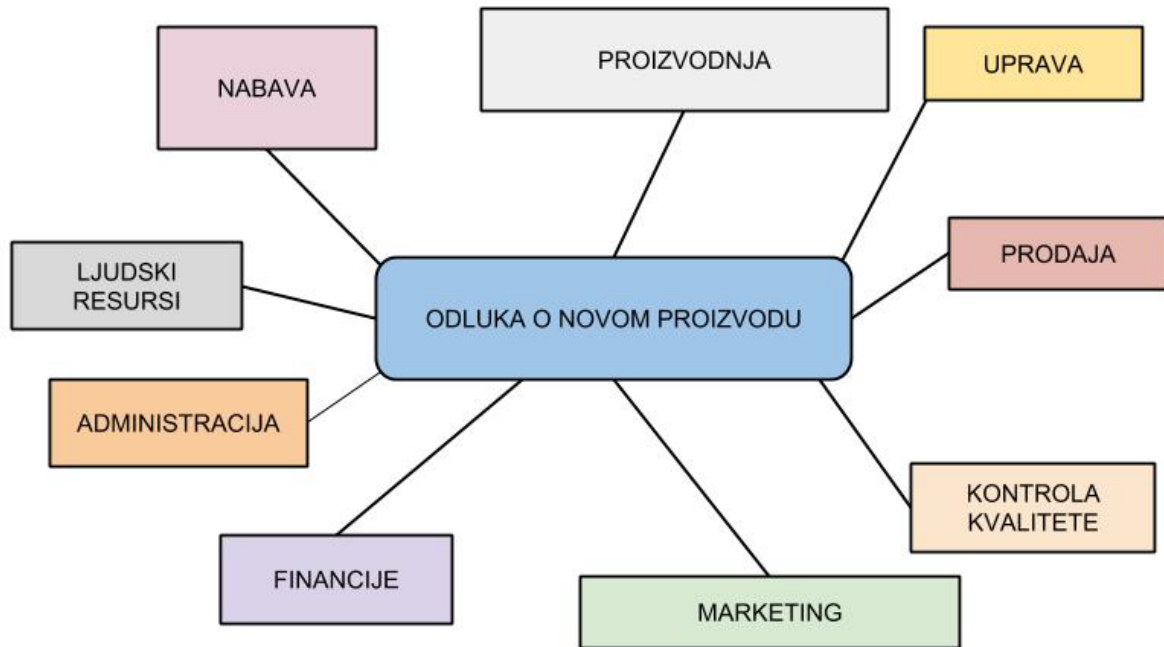 NABAVA
PROIZVODNJA
UPRAVA
LJUDSKI
RESURSI
ODLUKA O NOVOM PROIZVODU
PRODAJA
ADMINISTRACIJA
KONTROLA
KVALITETE
FINANCIJE
MARKETING